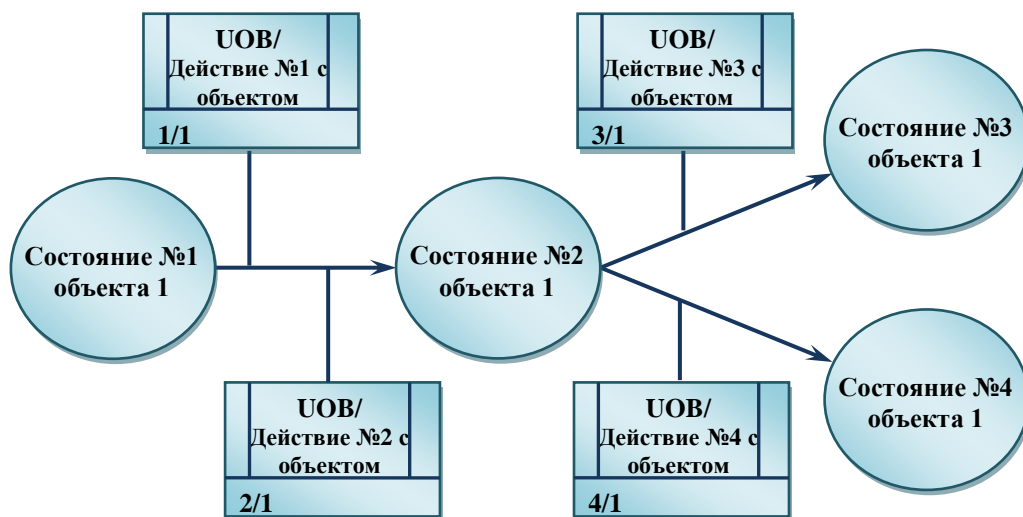 UOB/
Действие №1 с
объектом
1/1
UOB/
Действие №3 с
объектом
3/1
Состояние №3
объекта 1
Состояние №1
объекта 1
Состояние №2
объекта 1
UOB/
Действие №2 с
объектом
2/1
UOB/
Действие №4 с
объектом
4/1
Состояние №4
объекта 1